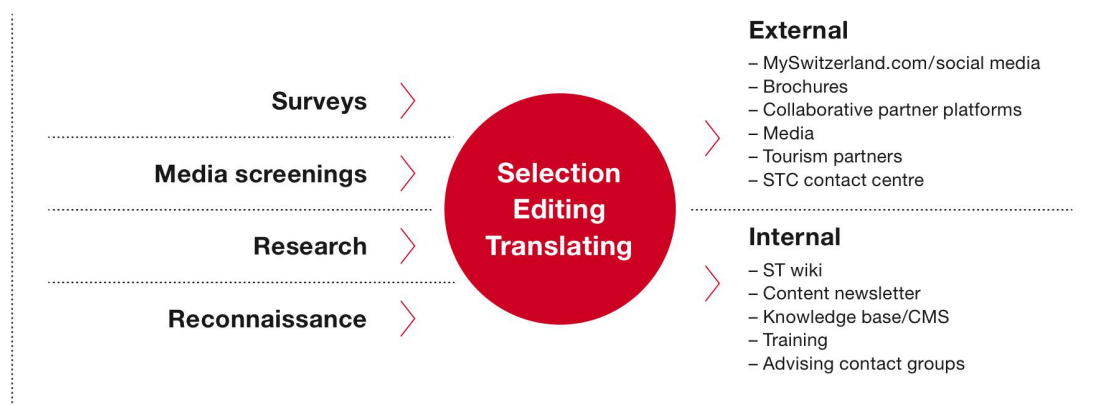 Surveys
Media screenings
Research
Reconnaissance
Selection
Editing
Translating
External
– MySwitzerland.com/social media
– Brochures
– Collaborative partner platforms
– Media
– Tourism partners
– STC contact centre
Internal
– ST wiki
– Content newsletter
– Knowledge base/CMS
– Training
– Advising contact groups